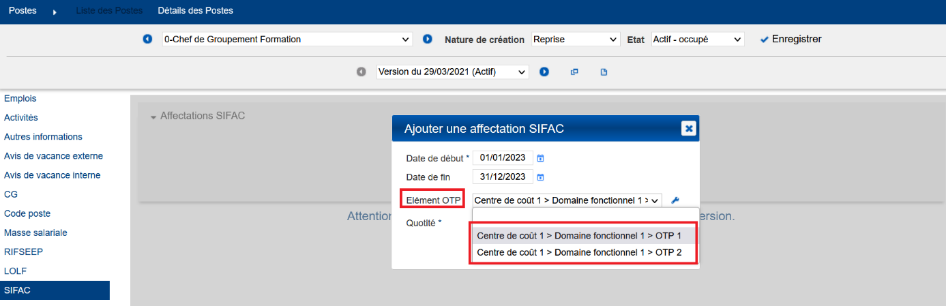 Postes Liste des Postes Détails des Postes
0-Chef de Groupement Formation Nature de création Reprise Etat Actif - occupé Enregistrer
Version du 29/03/2021 (Actif)
Emplois
Activités
Autres informations
Avis de vacance externe
Avis de vacance interne
CG
Code poste
Masse salariale
RIFSEEP
LOLF
SIFAC
Affectations SIFAC
Attention
ersion.
Ajouter une affectation SIFAC
Date de début * 01/01/2023
Date de fin 31/12/2023
Elément OTP Centre de coût 1 > Domaine fonctionnel 1 >
Quotité *
Centre de coût 1 > Domaine fonctionnel 1 > OTP 1
Centre de coût 1 > Domaine fonctionnel 1 > OTP 2